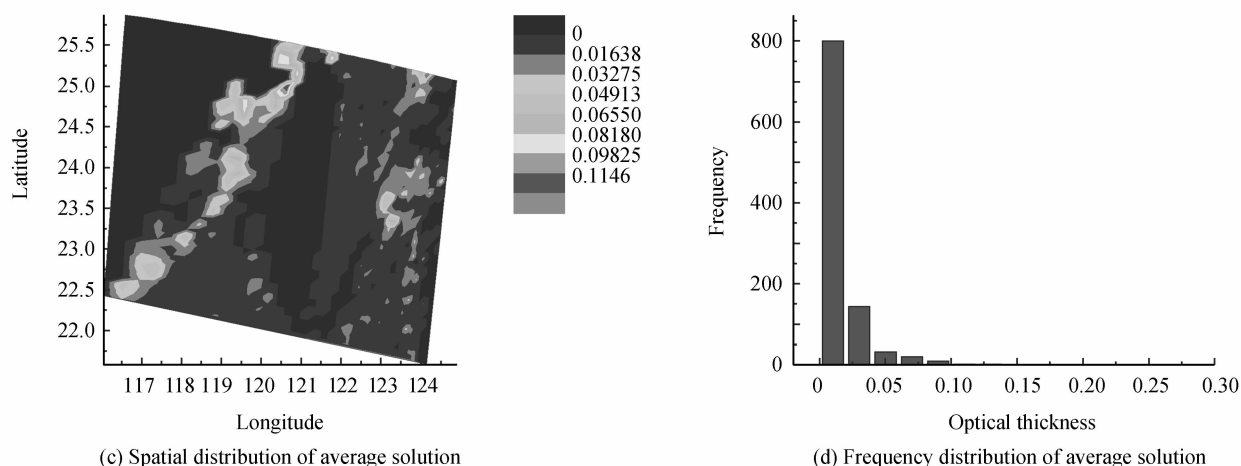 25.5
25.0
24.5
24.0
23.5
23.0
22.5
22.0
Latitude
117 118 119 120 121 122 123 124
Longitude
0
0.01638
0.03275
0.04913
0.06550
0.08180
0.09825
0.1146
(c) Spatial distribution of average solution
800
600
400
200
0
Frequency
0 0.05 0.10 0.15 0.20 0.25 0.30
Optical thickness
(d) Frequency distribution of average solution